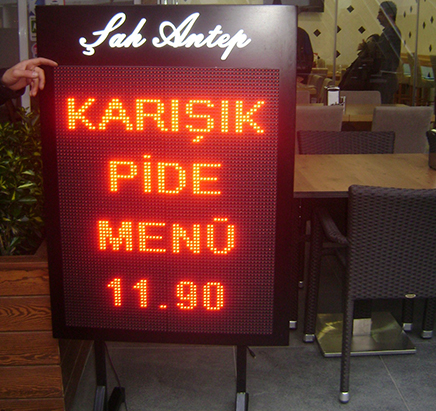 Şah Antep
KARIŞIK
PİDE
MENÜ
11.90